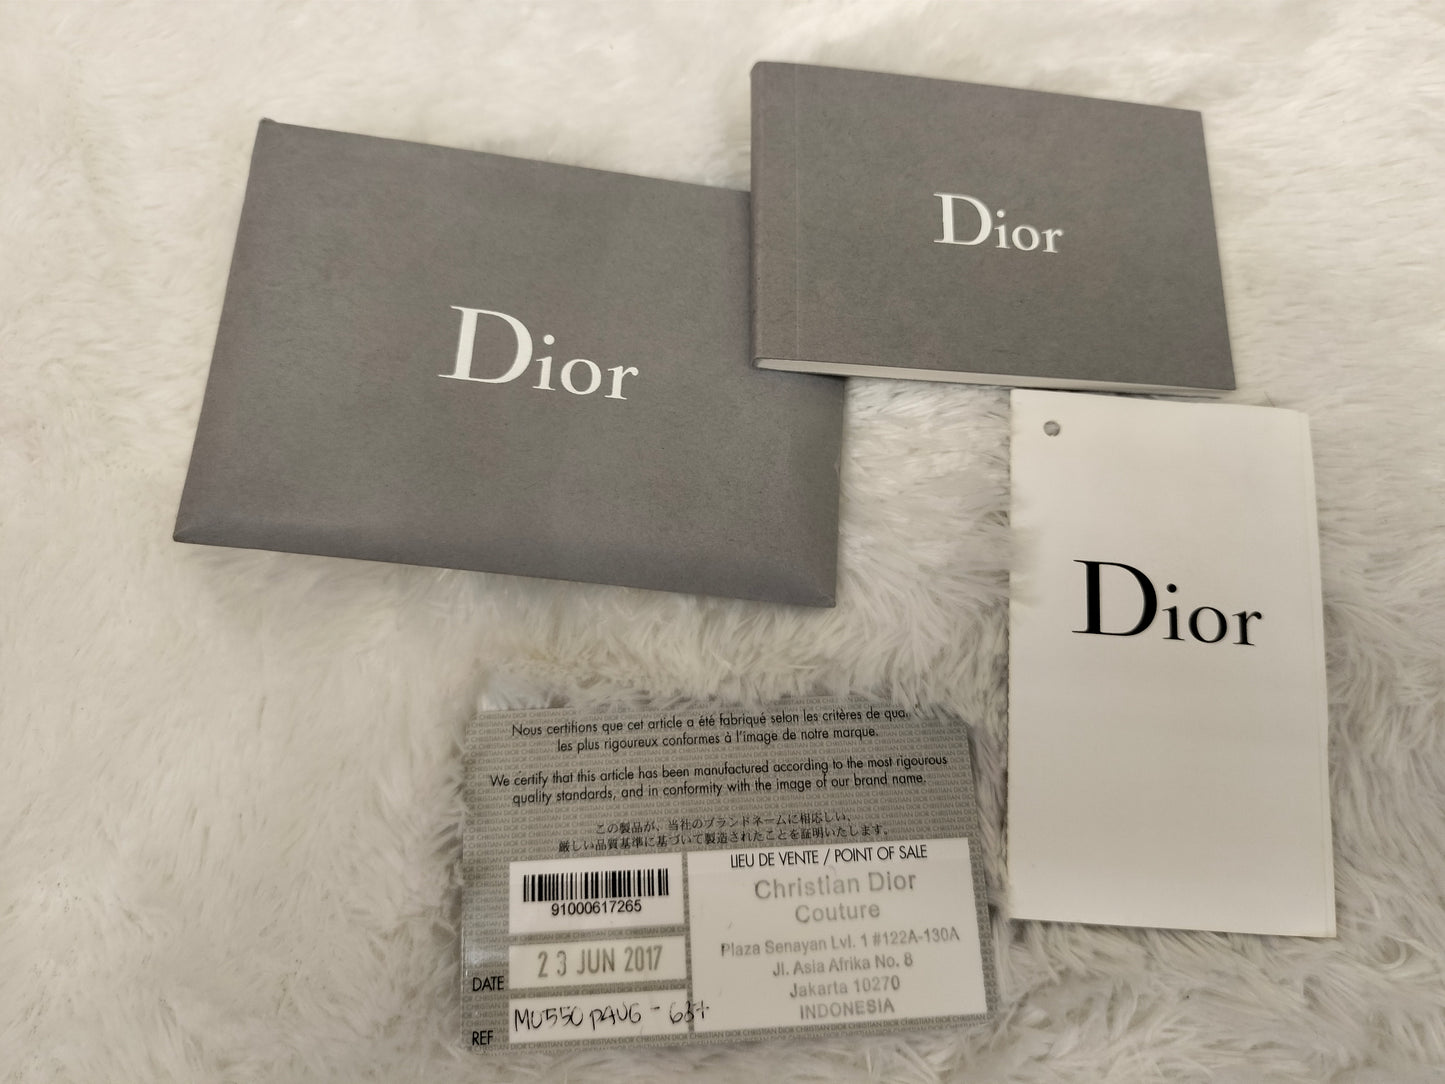 Dior
Dior
Dior
Nous certifions que cet article a été fabriqué selon les critères de
les plus rigoureux conformes à l'image de notre marque.
We certify that this article has been manufactured according to the most rigourous
quality standards, and in conformity with the image of our brand name.
この製品が、当社のブランドネームに相応しい、
厳しい品質基準に基づいて製造されたことを証明いたします。
91000617265
DATE
23 JUN 2017
REF
LIEU DE VENTE / POINT OF SALE
Christian Dior
Couture
Plaza Senayan Lvl. 1 #122A-130A
Jl. Asia Afrika No. 8
Jakarta 10270
INDONESIA